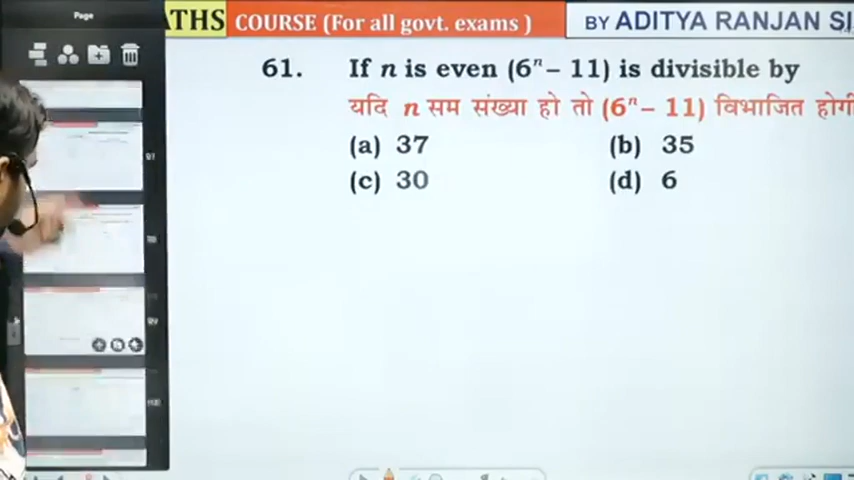 Page
THS COURSE (For all govt. exams ) BY ADITYA RANJAN
61. If n is even (6ⁿ – 11) is divisible by
यदि n सम संख्या हो तो (6ⁿ – 11) विभाजित होगी
(a) 37 (b) 35
(c) 30 (d) 6